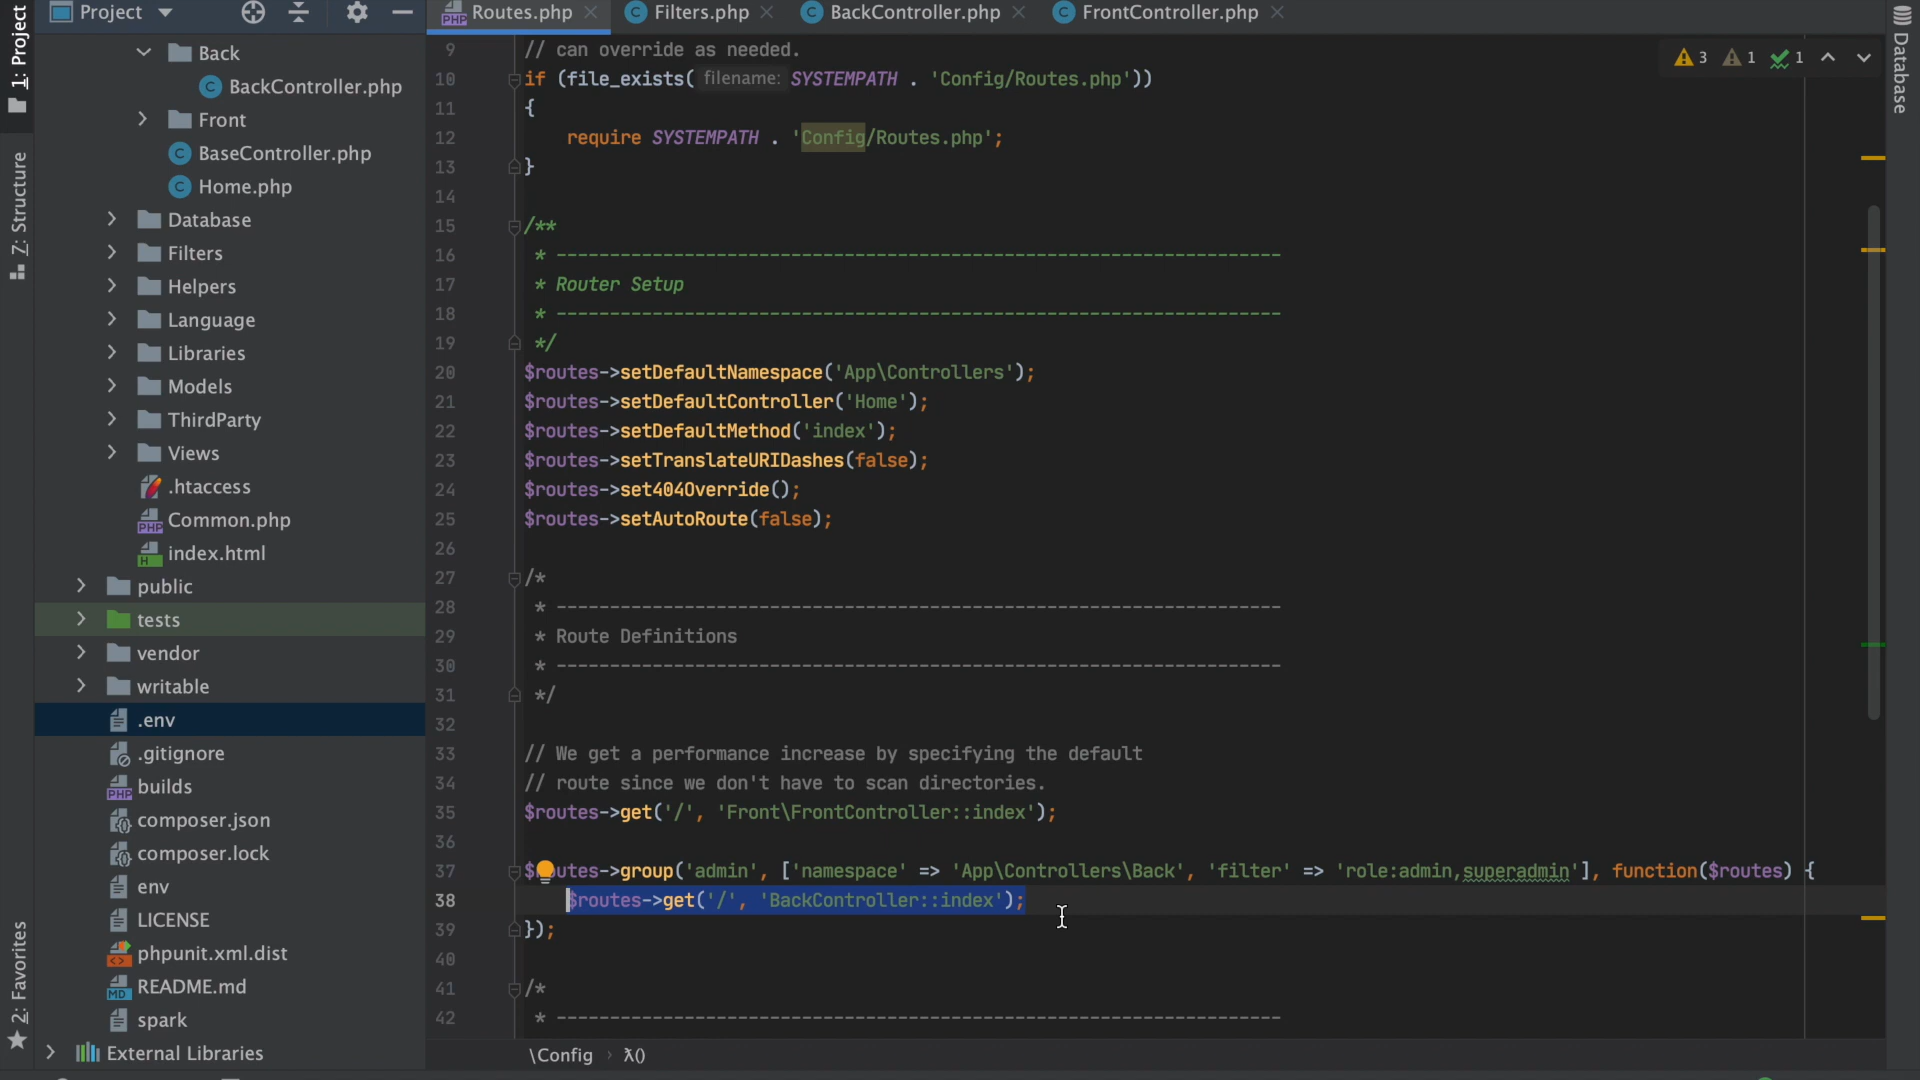 1: Project
Z: Structure
2: Favorites
Project
Back
BackController.php
Front
BaseController.php
Home.php
Database
Filters
Helpers
Language
Libraries
Models
ThirdParty
Views
.htaccess
Common.php
index.html
public
tests
vendor
writable
.env
.gitignore
builds
composer.json
composer.lock
env
LICENSE
phpunit.xml.dist
README.md
spark
External Libraries
Routes.php
Filters.php
BackController.php
FrontController.php
3 1 1
Database
9 // can override as needed.
10 if (file_exists( filename: SYSTEMPATH . 'Config/Routes.php'))
11 {
12 require SYSTEMPATH . 'Config/Routes.php';
13 }
14
15 /**
16 * --------------------------------------------------------------------
17 * Router Setup
18 * --------------------------------------------------------------------
19 */
20 $routes->setDefaultNamespace('App\Controllers');
21 $routes->setDefaultController('Home');
22 $routes->setDefaultMethod('index');
23 $routes->setTranslateURIDashes(false);
24 $routes->set404Override();
25 $routes->setAutoRoute(false);
26
27 /*
28 * --------------------------------------------------------------------
29 * Route Definitions
30 * --------------------------------------------------------------------
31 */
32
33 // We get a performance increase by specifying the default
34 // route since we don't have to scan directories.
35 $routes->get('/', 'Front\FrontController::index');
36
37 $routes->group('admin', ['namespace' => 'App\Controllers\Back', 'filter' => 'role:admin,superadmin'], function($routes) {
38 $routes->get('/', 'BackController::index');
39 });
40
41 /*
42 * --------------------------------------------------------------------
\Config › λ()